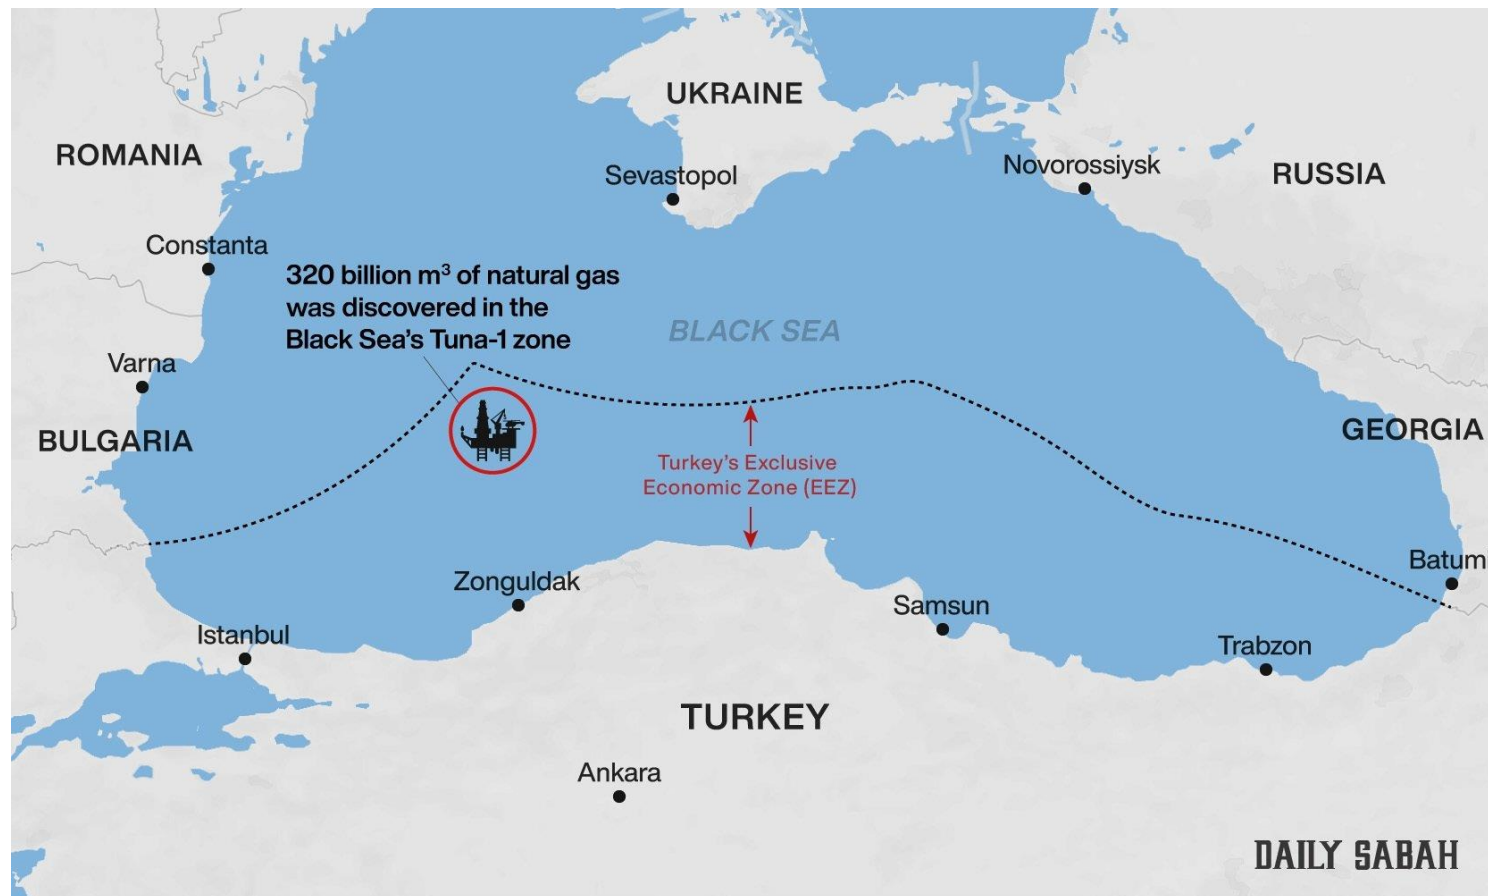 UKRAINE
ROMANIA
Sevastopol
Novorossiysk
RUSSIA
Constanta
320 billion m³ of natural gas
was discovered in the
Black Sea's Tuna-1 zone
BLACK SEA
Varna
BULGARIA
GEORGIA
Turkey's Exclusive
Economic Zone (EEZ)
Batum
Zonguldak
Samsun
Istanbul
Trabzon
TURKEY
Ankara
DAILY SABAH